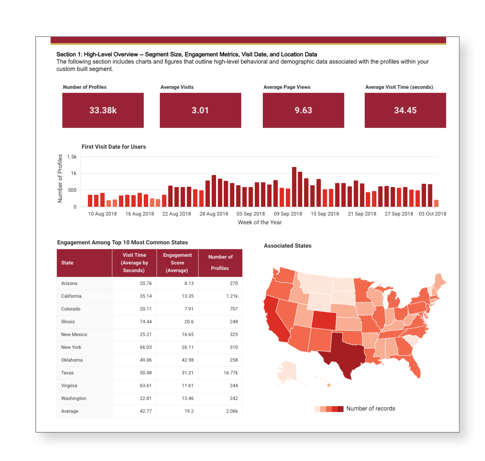 Section 1: High-Level Overview – Segment Size, Engagement Metrics, Visit Date, and Location Data
The following section includes charts and figures that outline high-level behavioral and demographic data associated with the profiles within your
custom built segment.
Number of Profiles
33.38k
Average Visits
3.01
Average Page Views
9.63
Average Visit Time (seconds)
34.45
First Visit Date for Users
Number of Profiles
1.5k
1k
500
0
10 Aug 2018 16 Aug 2018 22 Aug 2018 28 Aug 2018 03 Sep 2018 09 Sep 2018 15 Sep 2018 21 Sep 2018 27 Sep 2018 03 Oct 2018
Week of the Year
Engagement Among Top 10 Most Common States
State Visit Time (Average by Seconds) Engagement Score (Average) Number of Profiles
Arizona 20.76 8.13 270
California 35.14 13.35 1.21k
Colorado 20.11 7.91 707
Illinois 74.44 20.6 248
New Mexico 25.21 16.65 325
New York 66.03 26.11 310
Oklahoma 49.06 42.98 258
Texas 50.48 31.21 16.77k
Virginia 63.61 11.61 244
Washington 22.81 13.46 242
Average 42.77 19.2 2.06k
Associated States
Number of records